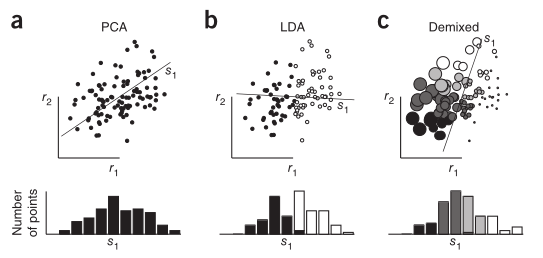 a
PCA
s1
r2
r1
Number
of points
s1
b
LDA
s1
r2
r1
s1
c
Demixed
s1
r2
r1
s1